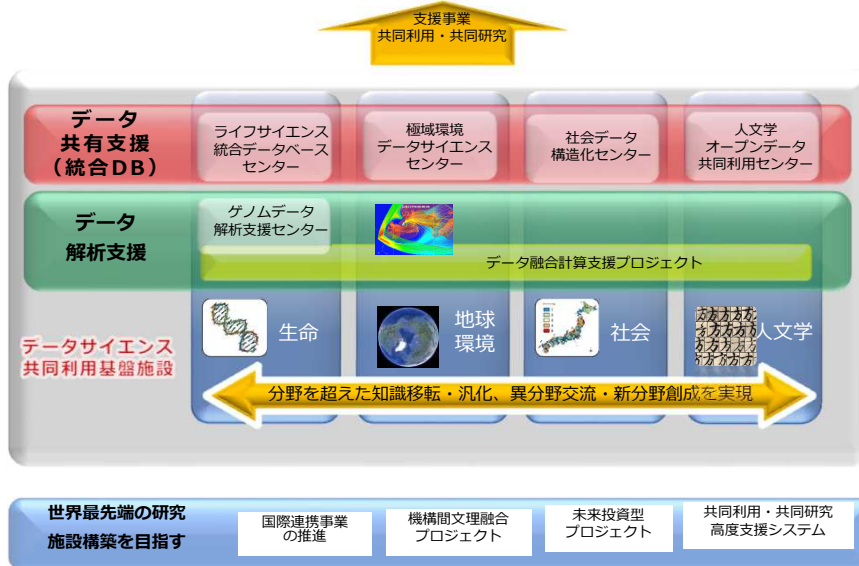 支援事業
共同利用・共同研究
データ
共有支援
（統合DB）
ライフサイエンス
統合データベース
センター
極域環境
データサイエンス
センター
社会データ
構造化センター
人文学
オープンデータ
共同利用センター
データ
解析支援
ゲノムデータ
解析支援センター
データ融合計算支援プロジェクト
データサイエンス
共同利用基盤施設
生命
地球
環境
社会
人文学
分野を超えた知識移転・汎化、異分野交流・新分野創成を実現
世界最先端の研究
施設構築を目指す
国際連携事業
の推進
機構間文理融合
プロジェクト
未来投資型
プロジェクト
共同利用・共同研究
高度支援システム